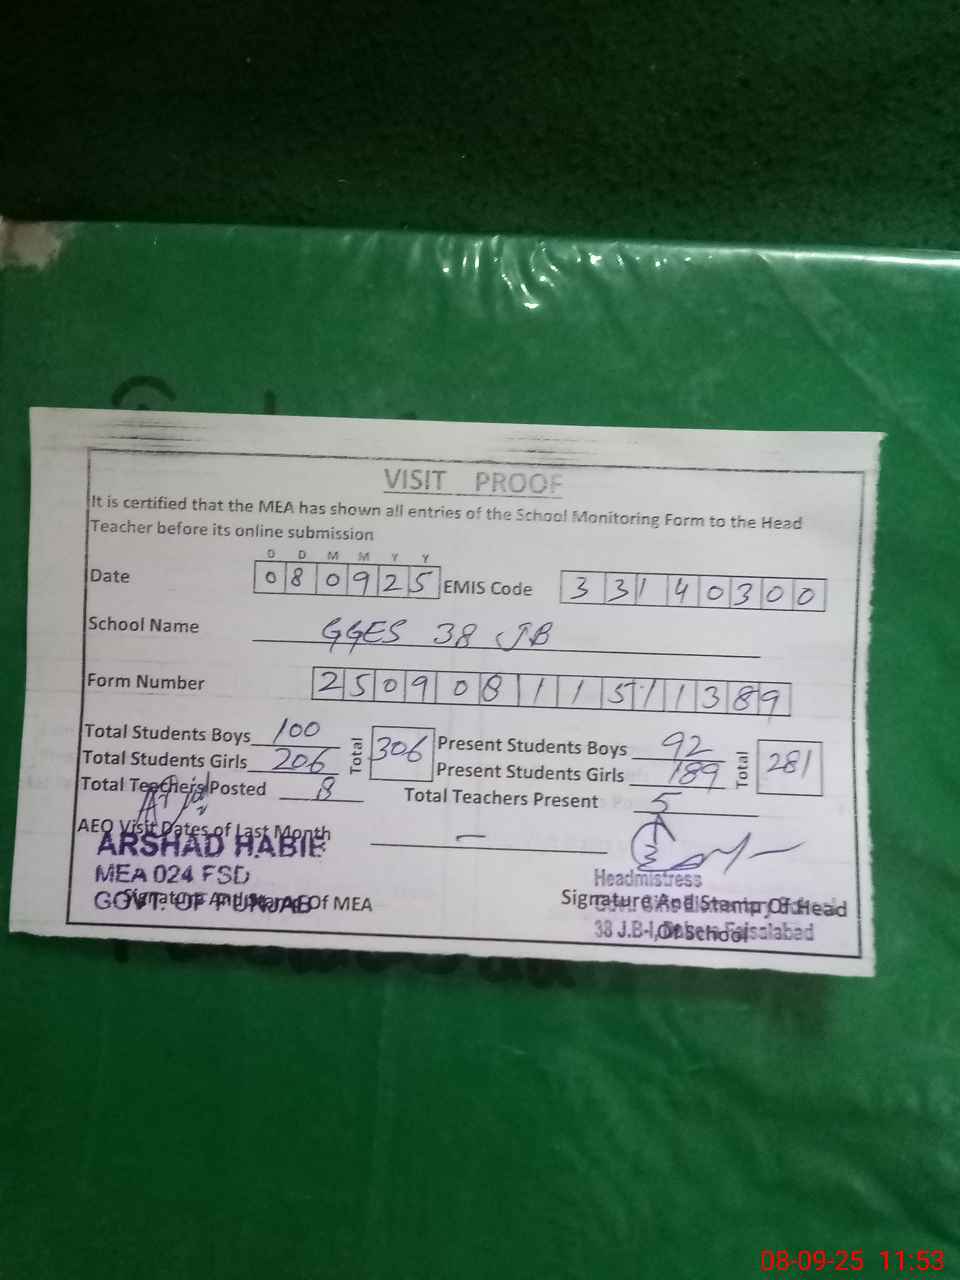 VISIT PROOF
It is certified that the MEA has shown all entries of the School Monitoring Form to the Head
Teacher before its online submission
D D M M Y Y
Date 0 8 0 9 2 5 EMIS Code 3 3 1 4 0 3 0 0
School Name GGES 38 JB
Form Number 2 5 0 9 0 8 1 1 5 1 1 3 8 9
Total Students Boys 100 Total 306 Present Students Boys 92 Total 281
Total Students Girls 206 Present Students Girls 189
Total Teachers Posted 8 Total Teachers Present 5
AEO Visit Dates of Last Month -
ARSHAD HABIB
MEA 024 FSD
GOVT. OF PUNJAB
Signature And Stamp Of MEA
Headmistress
Signature And Stamp Of Head
Of School
38 J.B-I, Faisalabad
08-09-25 11:53